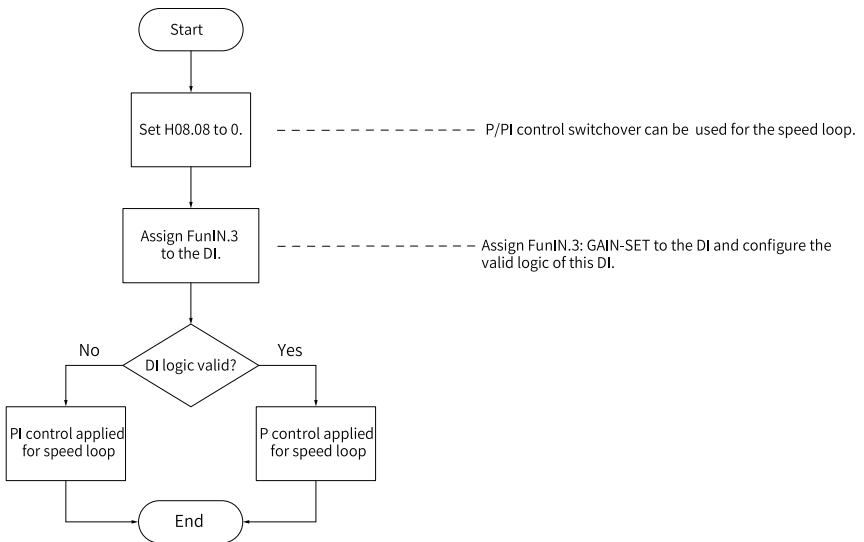 Start
Set H08.08 to 0.
P/PI control switchover can be used for the speed loop.
Assign FunIN.3
to the DI.
Assign FunIN.3: GAIN-SET to the DI and configure the
valid logic of this DI.
No
DI logic valid?
Yes
PI control applied
for speed loop
P control applied
for speed loop
End